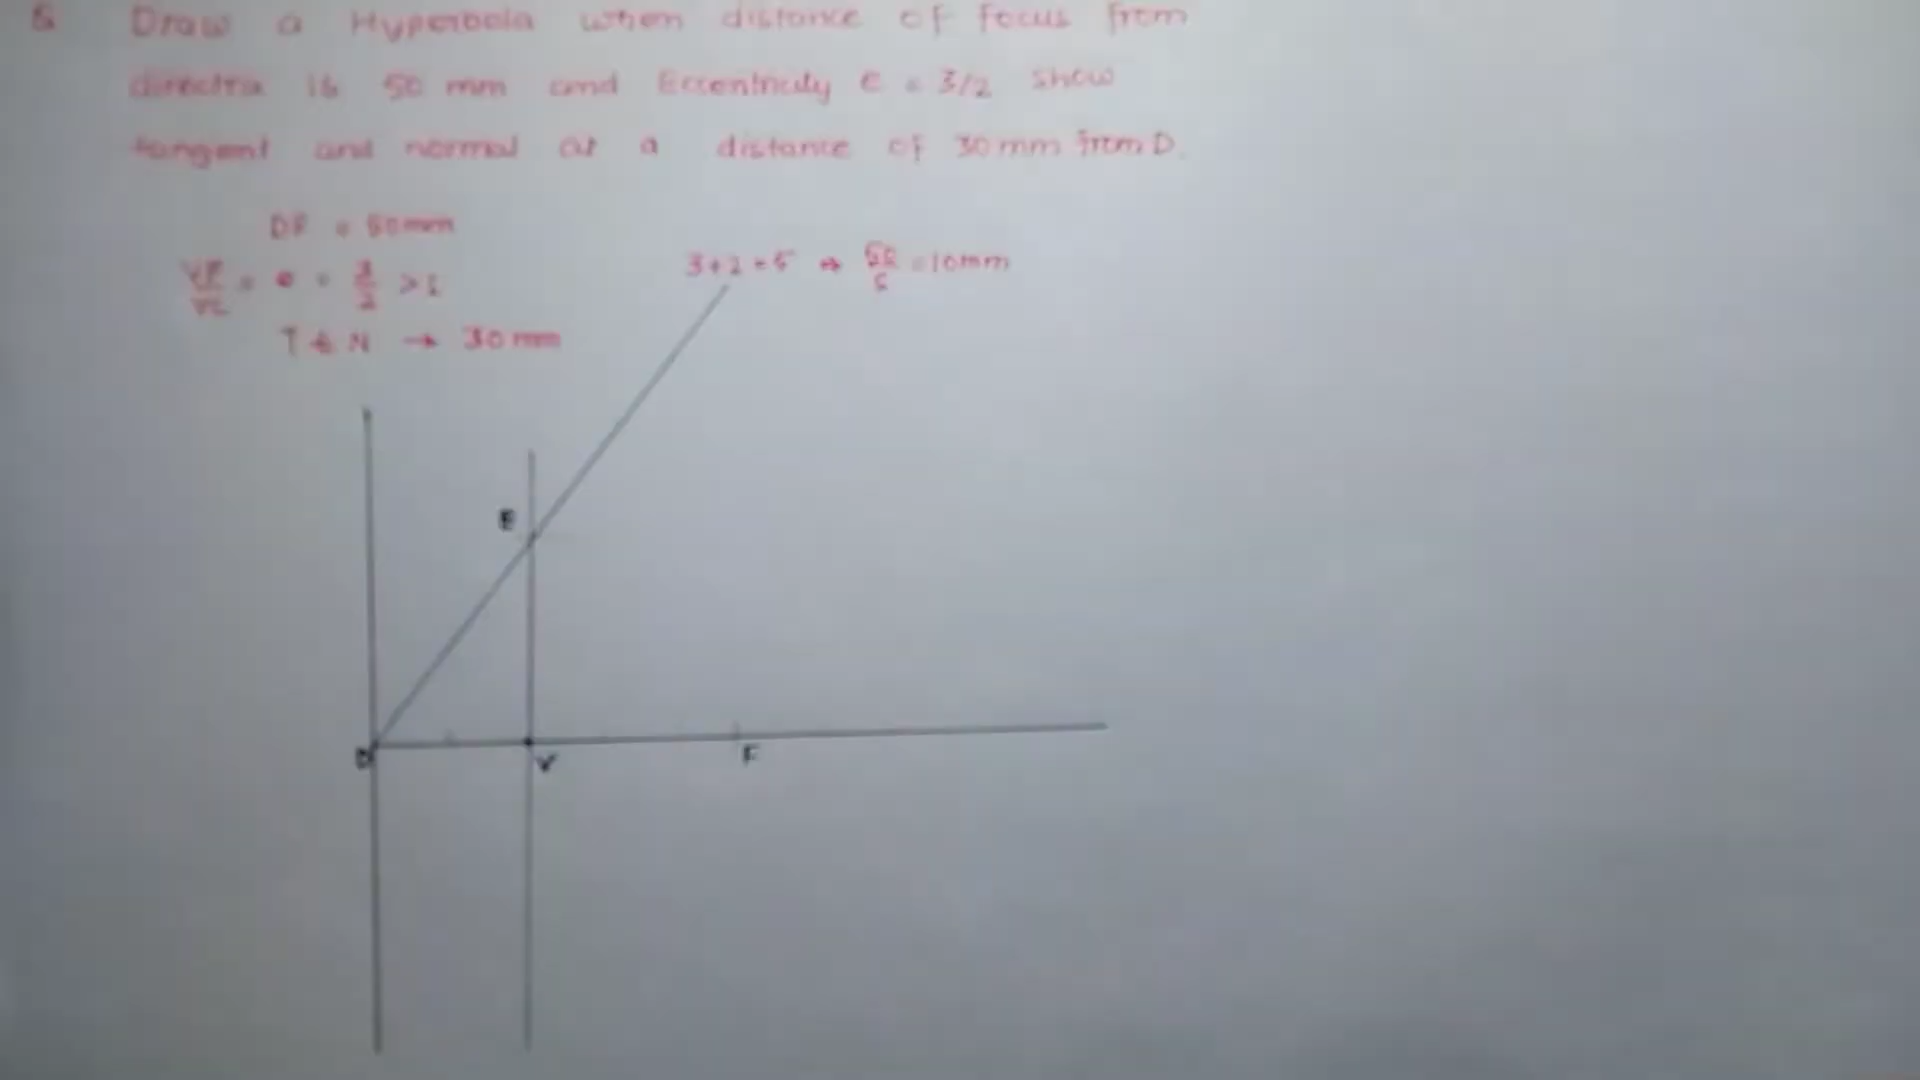 Q Draw a Hyperbola when distance of focus from
directrix is 50 mm and Eccentricity e = 3/2 show
tangent and normal at a distance of 30 mm from D.
DF = 50mm
VF/VE = e = 3/2 > 1
3+2=5 → 50/5 = 10mm
T & N → 30 mm
E
D V F